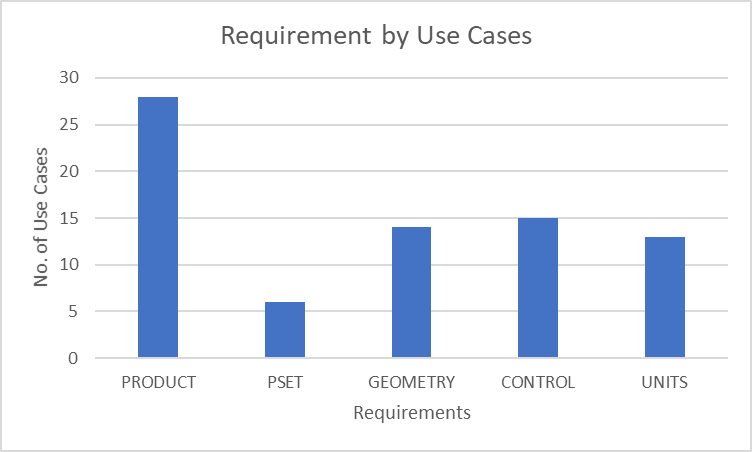 Requirement by Use Cases
30
25
20
15
10
5
0
No. of Use Cases
PRODUCT PSET GEOMETRY CONTROL UNITS
Requirements